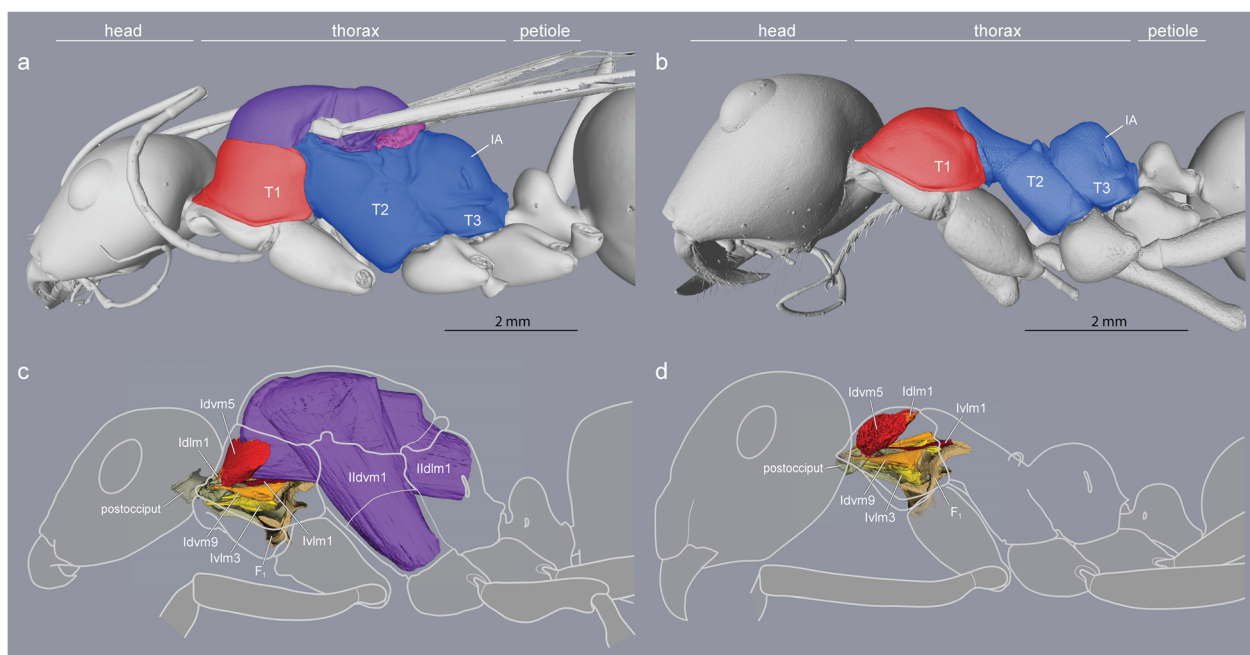 head thorax petiole
a
T1
T2
T3
IA
2 mm
head thorax petiole
b
T1
T2
T3
IA
2 mm
c
Idvm5
Idlm1
postocciput
Idvm9
Ivlm3
F1
Ivlm1
IIdvm1
IIdlm1
d
Idvm5
Idlm1
Ivlm1
postocciput
Idvm9
Ivlm3
F1